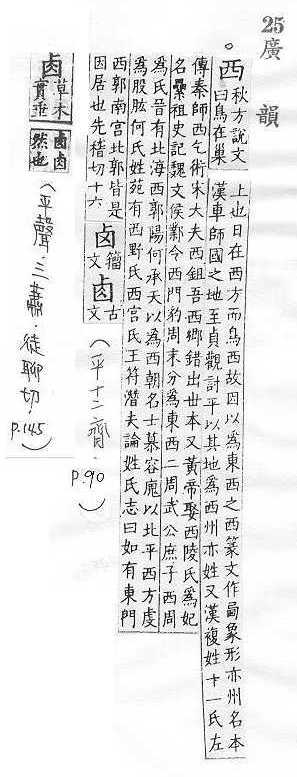 25廣韻
。西秋方說文
曰鳥在巢
上也日在西方而鳥西故因以為東西之西篆文作象形亦州名本
漢車師國之地至貞觀討平以其地為西州亦姓又漢複姓十一氏左
傳秦師西乞術宋大夫西鉏吾西鄉錯出世本又黃帝娶西陵氏為妃
名纍祖史記魏文侯鄴令西門豹周末分為東西二周武公庶子西周
為氏晉有北海西郭陽何承天以為西朝名士慕容廆以北平西方虔
為股肱何氏姓苑有西野氏西宮氏王符潛夫論姓氏志曰如有東門
西郭南宮北郭皆是
因居也先稽切十六
卥籀文
卤古文
(平十二齊. P.90)
卤草木
實垂
卤卤
然也
(平聲.三蕭.徒聊切. P.145)